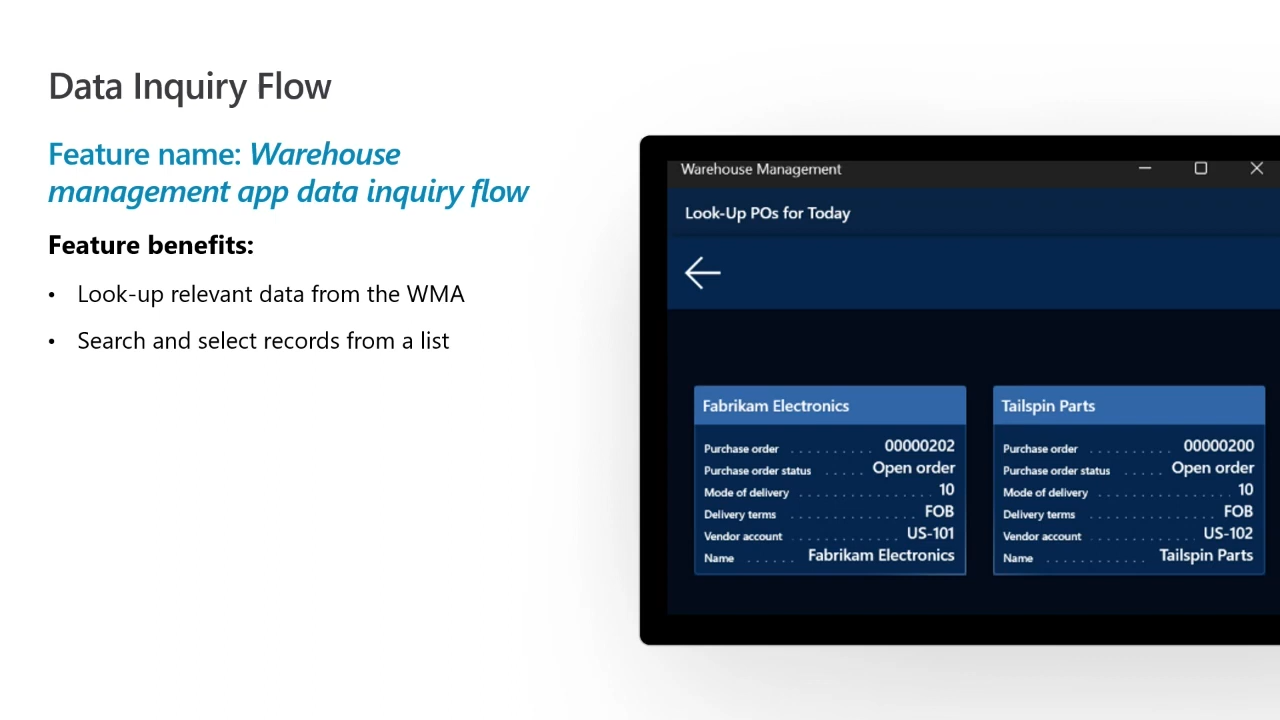 Data Inquiry Flow
Feature name: Warehouse
management app data inquiry flow
Feature benefits:
• Look-up relevant data from the WMA
• Search and select records from a list
Warehouse Management
Look-Up POs for Today
Fabrikam Electronics
Purchase order . . . . . . . . . . 00000202
Purchase order status . . . . . Open order
Mode of delivery . . . . . . . . . . . . . . . . 10
Delivery terms . . . . . . . . . . . . . . . FOB
Vendor account . . . . . . . . . . . . . US-101
Name . . . . . . Fabrikam Electronics
Tailspin Parts
Purchase order . . . . . . . . . . 00000200
Purchase order status . . . . . Open order
Mode of delivery . . . . . . . . . . . . . . . . 10
Delivery terms . . . . . . . . . . . . . . . FOB
Vendor account . . . . . . . . . . . . . US-102
Name . . . . . . . . . . . . Tailspin Parts